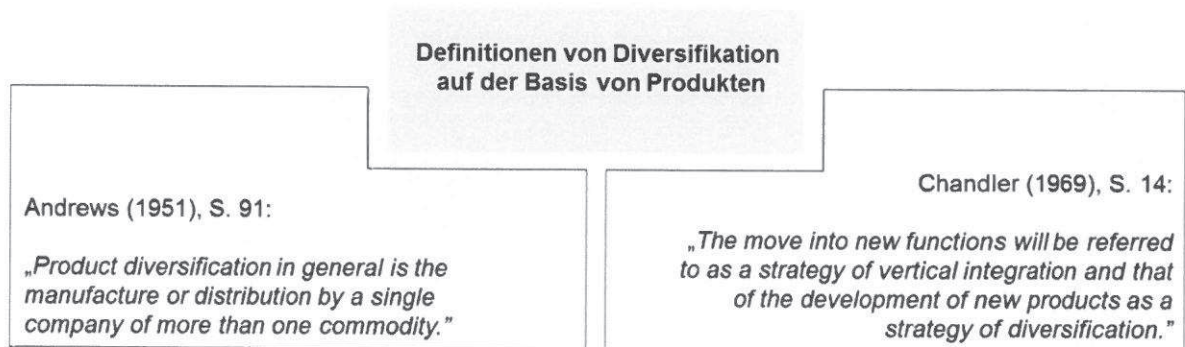 Definitionen von Diversifikation
auf der Basis von Produkten
Andrews (1951), S. 91:
„Product diversification in general is the
manufacture or distribution by a single
company of more than one commodity.”
Chandler (1969), S. 14:
„The move into new functions will be referred
to as a strategy of vertical integration and that
of the development of new products as a
strategy of diversification.”